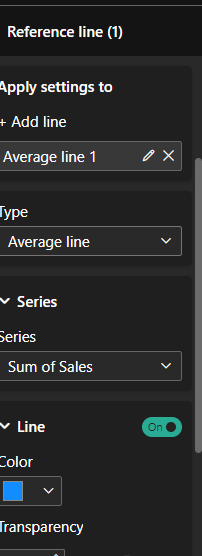 Reference line (1)
Apply settings to
+ Add line
Average line 1
Type
Average line
Series
Series
Sum of Sales
Line
On
Color
Transparency